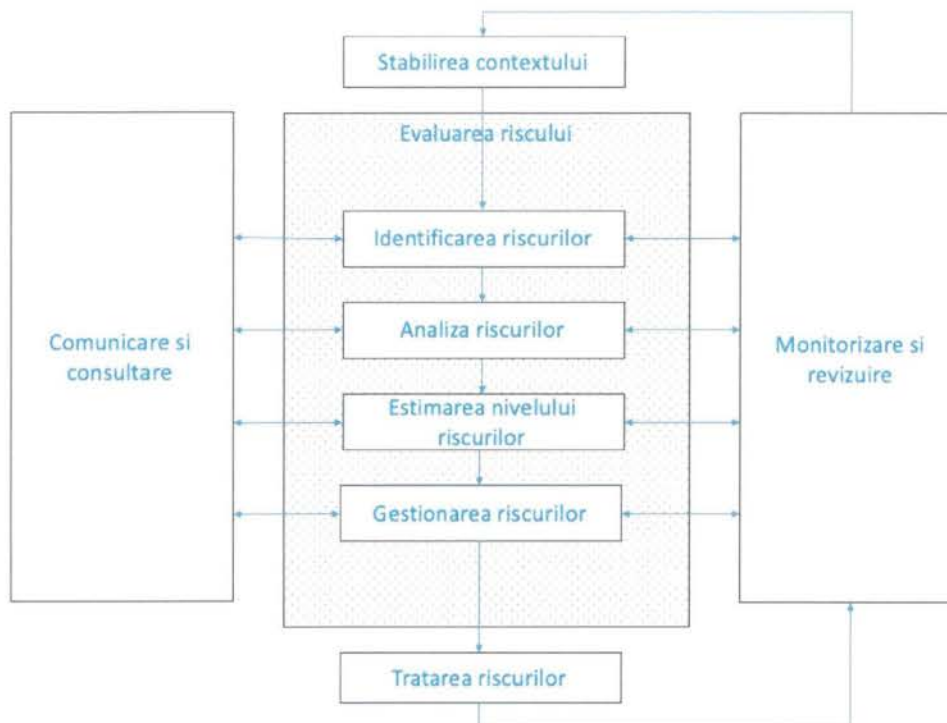 Stabilirea contextului
Evaluarea riscului
Identificarea riscurilor
Analiza riscurilor
Comunicare si
consultare
Monitorizare si
revizuire
Estimarea nivelului
riscurilor
Gestionarea riscurilor
Tratarea riscurilor